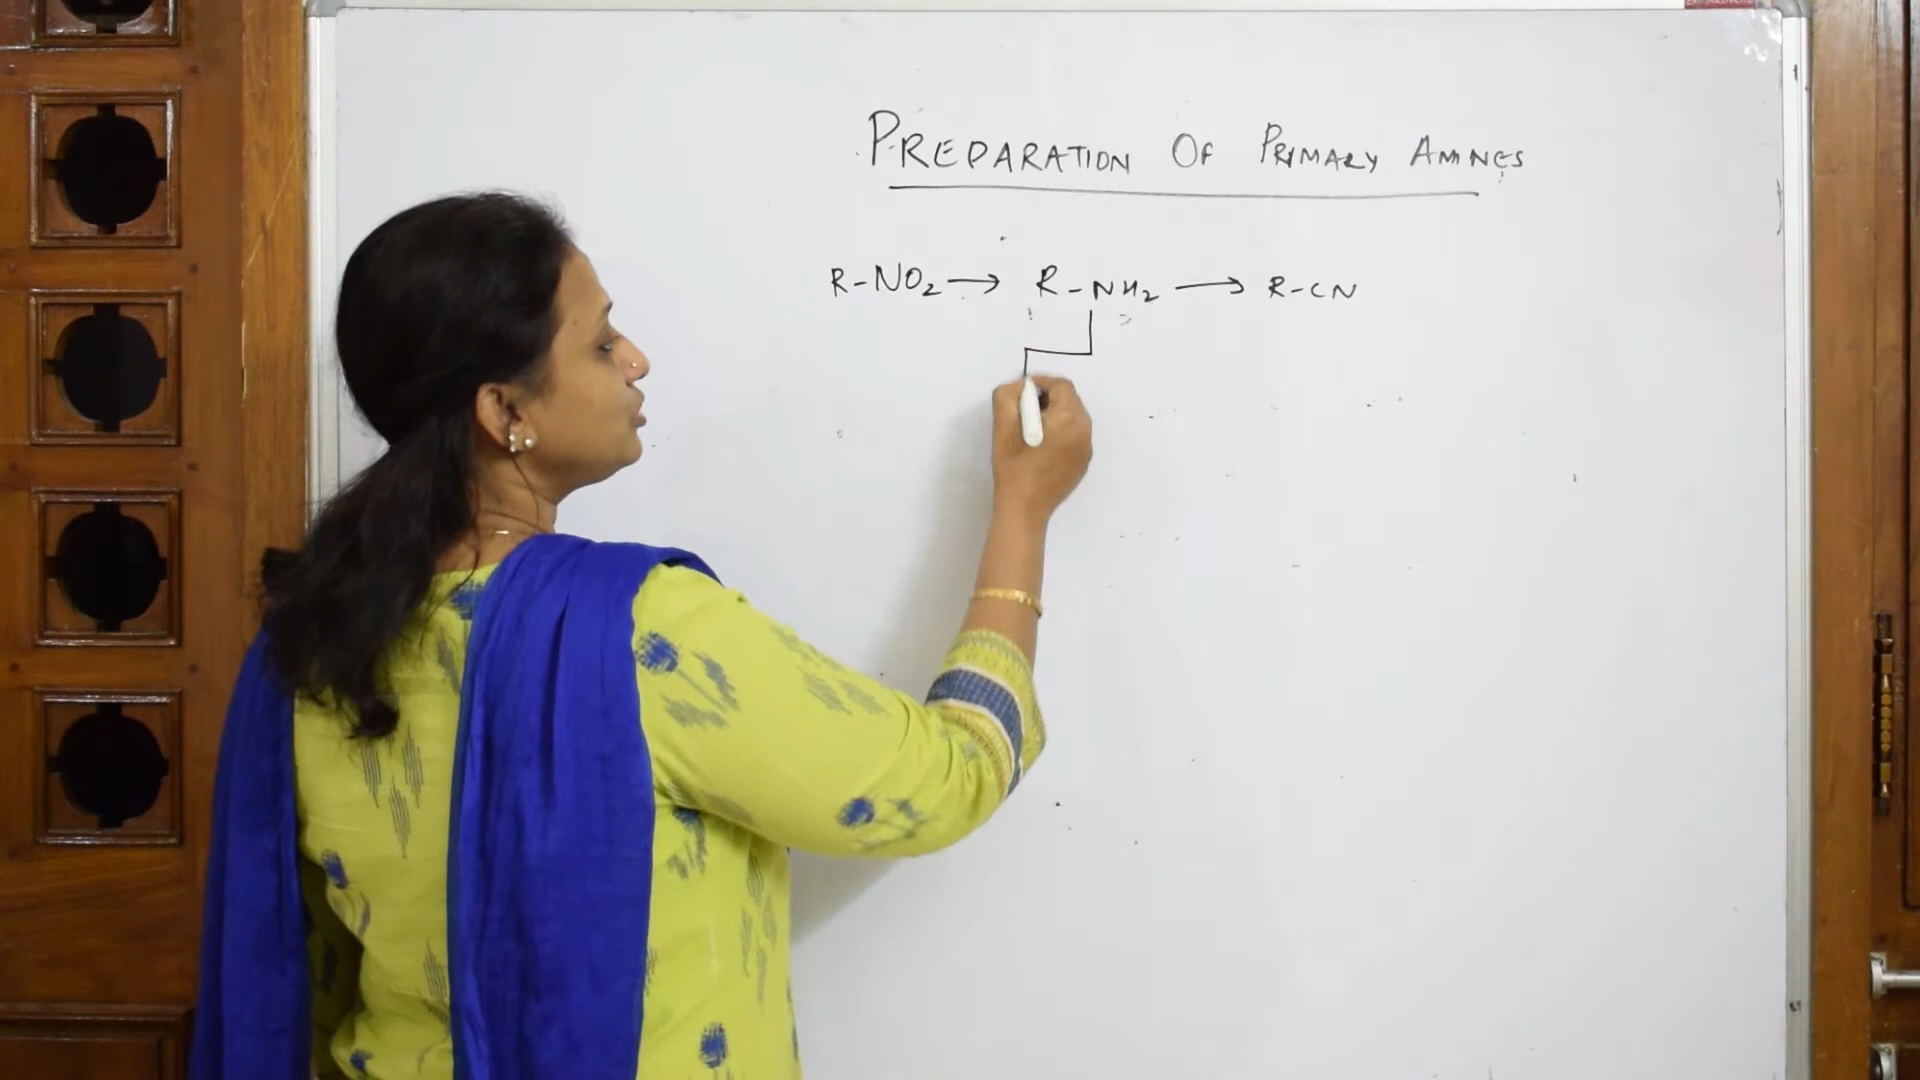 PREPARATION OF PRIMARY AMINES
R-NO₂ → R-NH₂ → R-CN